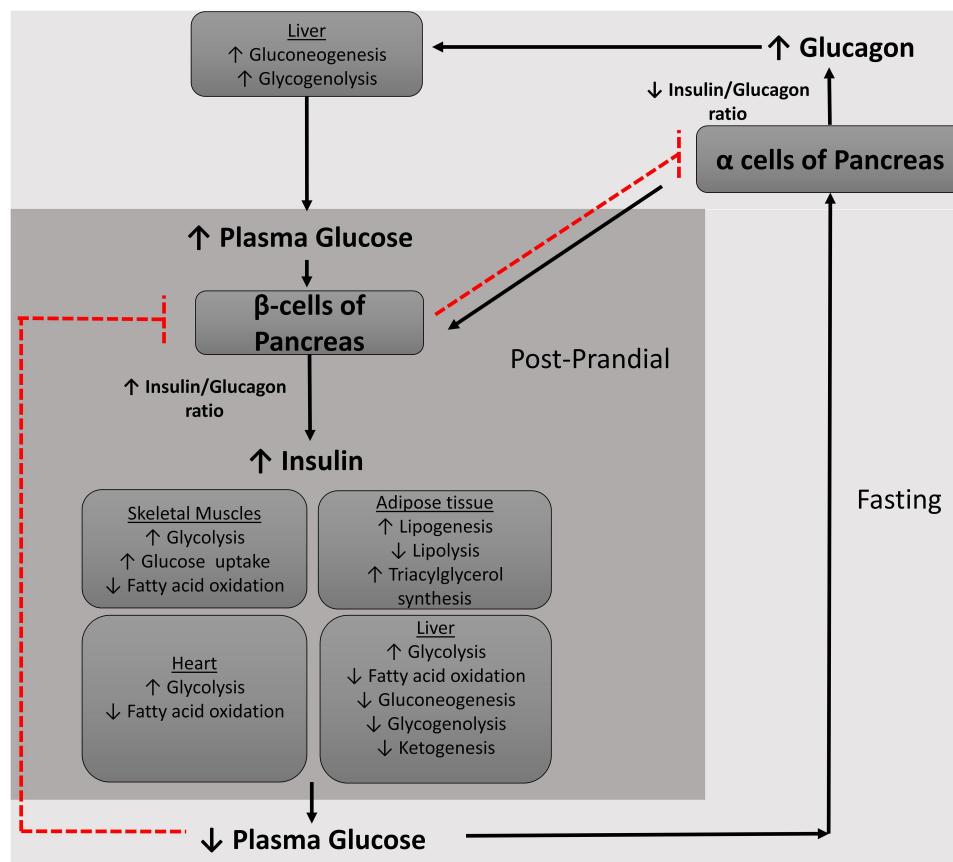 Liver
↑ Gluconeogenesis
↑ Glycogenolysis
↑ Glucagon
↓ Insulin/Glucagon
ratio
α cells of Pancreas
↑ Plasma Glucose
β-cells of
Pancreas
Post-Prandial
↑ Insulin/Glucagon
ratio
↑ Insulin
Skeletal Muscles
↑ Glycolysis
↑ Glucose uptake
↓ Fatty acid oxidation
Adipose tissue
↑ Lipogenesis
↓ Lipolysis
↑ Triacylglycerol
synthesis
Fasting
Heart
↑ Glycolysis
↓ Fatty acid oxidation
Liver
↑ Glycolysis
↓ Fatty acid oxidation
↓ Gluconeogenesis
↓ Glycogenolysis
↓ Ketogenesis
↓ Plasma Glucose